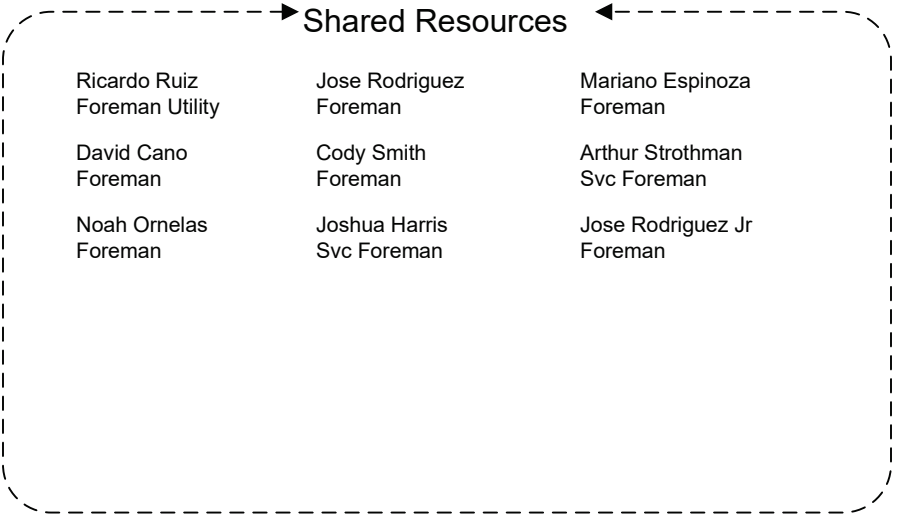 Shared Resources
Ricardo Ruiz
Foreman Utility
Jose Rodriguez
Foreman
Mariano Espinoza
Foreman
David Cano
Foreman
Cody Smith
Foreman
Arthur Strothman
Svc Foreman
Noah Ornelas
Foreman
Joshua Harris
Svc Foreman
Jose Rodriguez Jr
Foreman